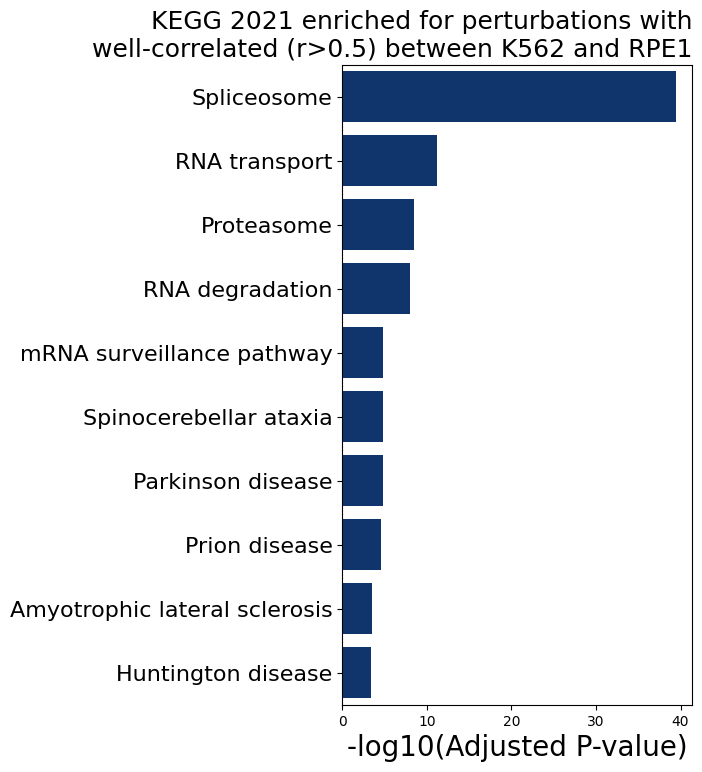 KEGG 2021 enriched for perturbations with
well-correlated (r>0.5) between K562 and RPE1
Spliceosome
RNA transport
Proteasome
RNA degradation
mRNA surveillance pathway
Spinocerebellar ataxia
Parkinson disease
Prion disease
Amyotrophic lateral sclerosis
Huntington disease
0 10 20 30 40
-log10(Adjusted P-value)